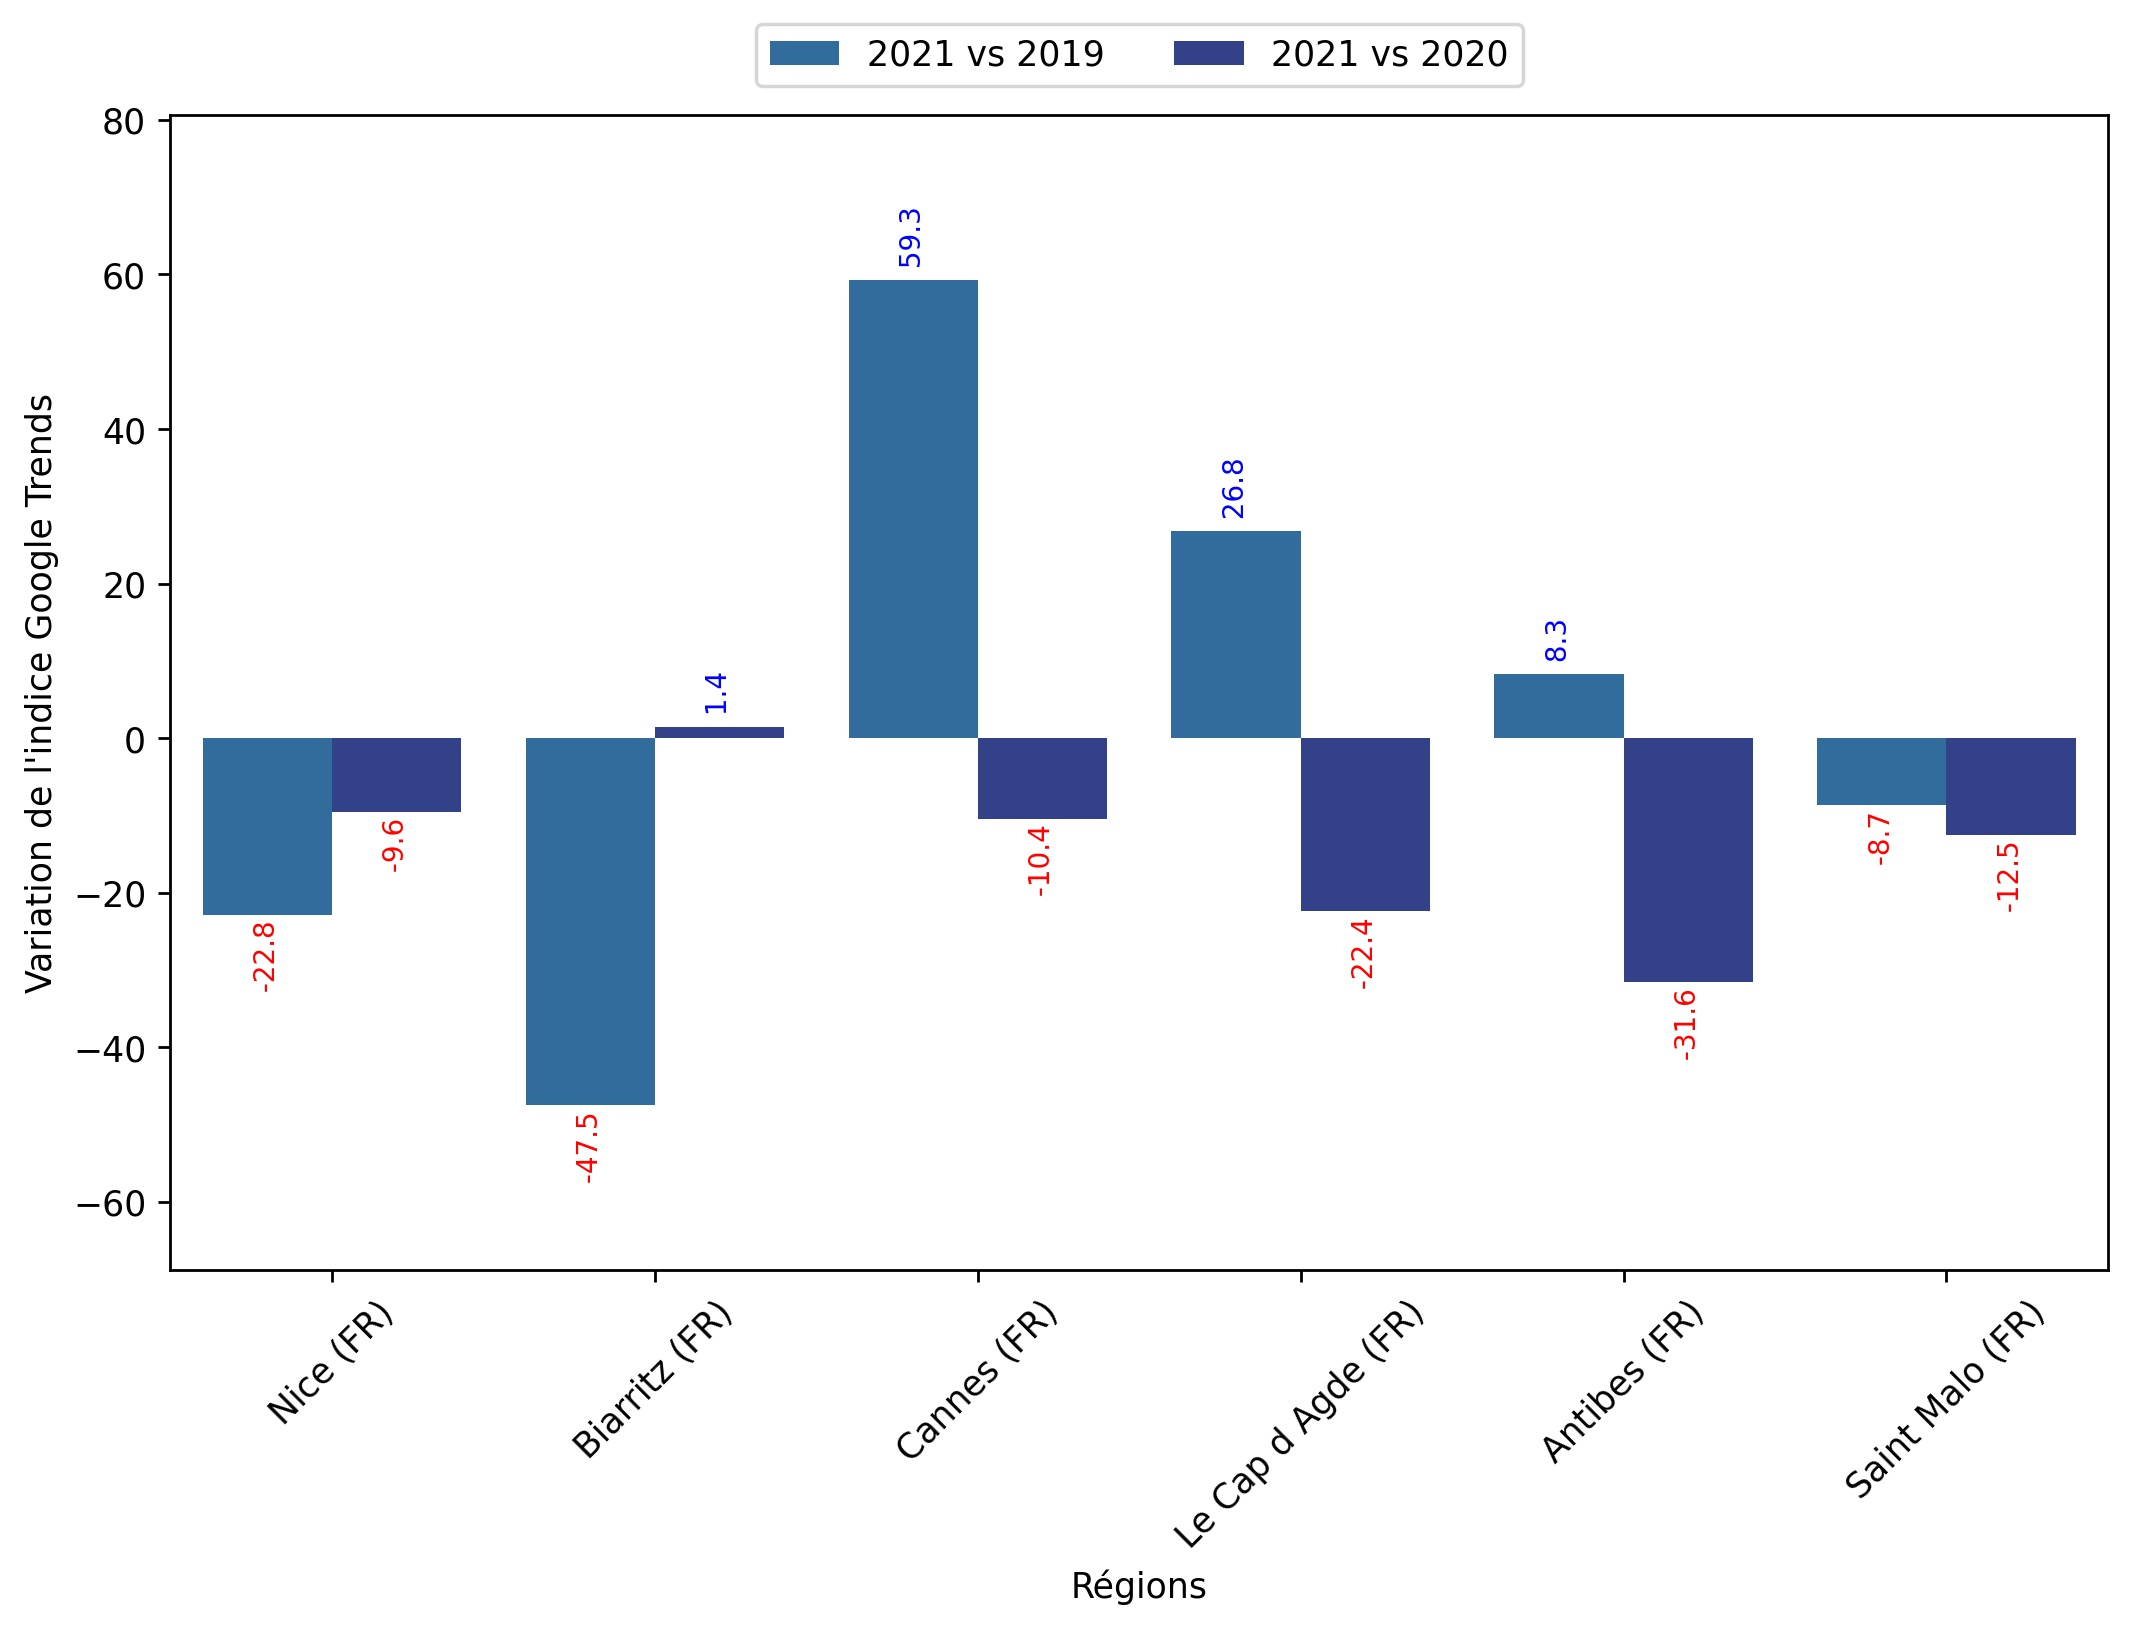 2021 vs 2019
2021 vs 2020
Variation de l'indice Google Trends
80
60
40
20
0
−20
−40
−60
-22.8
-9.6
-47.5
1.4
59.3
-10.4
26.8
-22.4
8.3
-31.6
-8.7
-12.5
Nice (FR)
Biarritz (FR)
Cannes (FR)
Le Cap d Agde (FR)
Antibes (FR)
Saint Malo (FR)
Régions